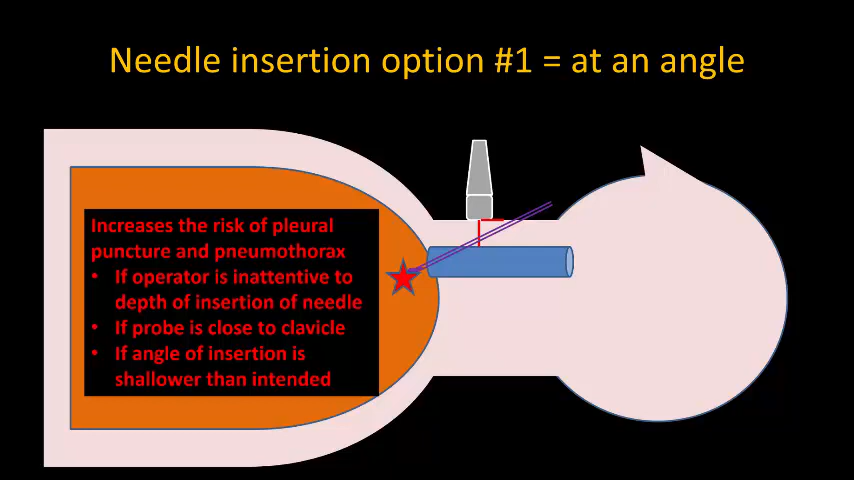 Needle insertion option #1 = at an angle
Increases the risk of pleural
puncture and pneumothorax
• If operator is inattentive to
depth of insertion of needle
• If probe is close to clavicle
• If angle of insertion is
shallower than intended